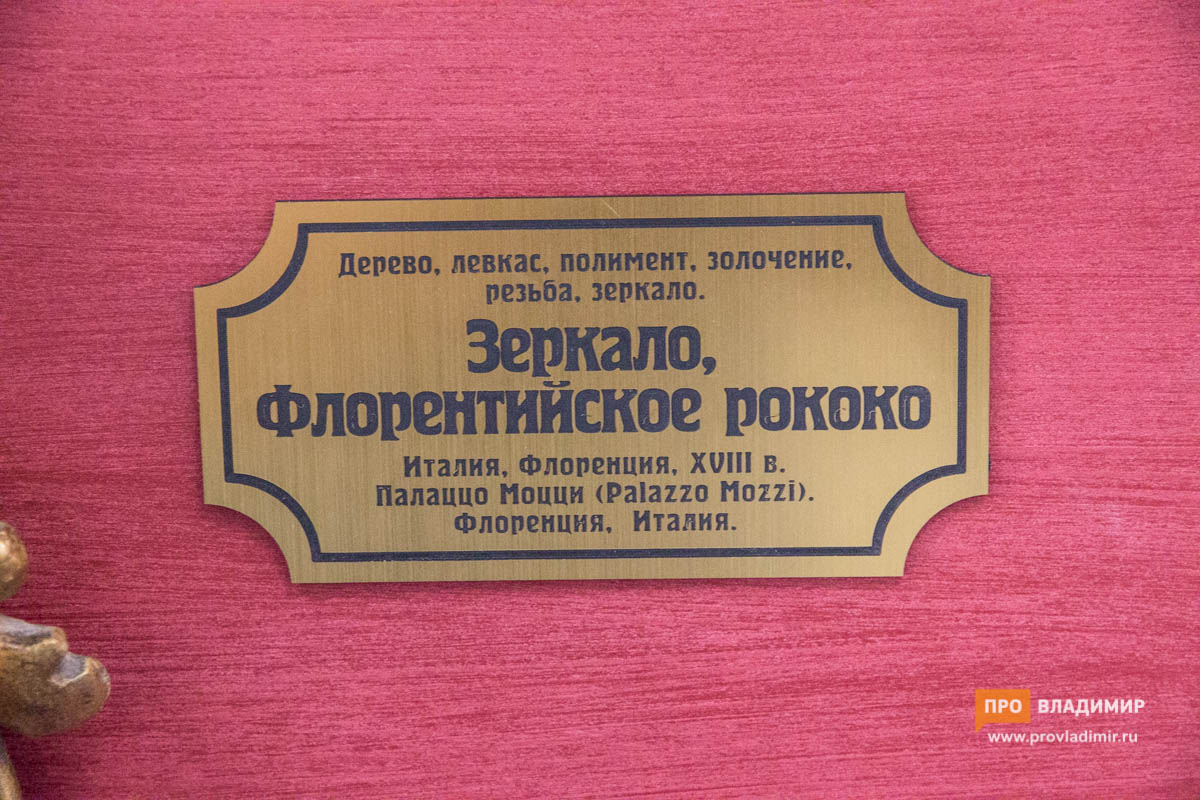 Дерево, левкас, полимент, золочение,
резьба, зеркало.
Зеркало,
Флорентийское рококо
Италия, Флоренция, XVIII в.
Палаццо Моцци (Palazzo Mozzi).
Флоренция, Италия.
ПРО ВЛАДИМИР
www.provladimir.ru